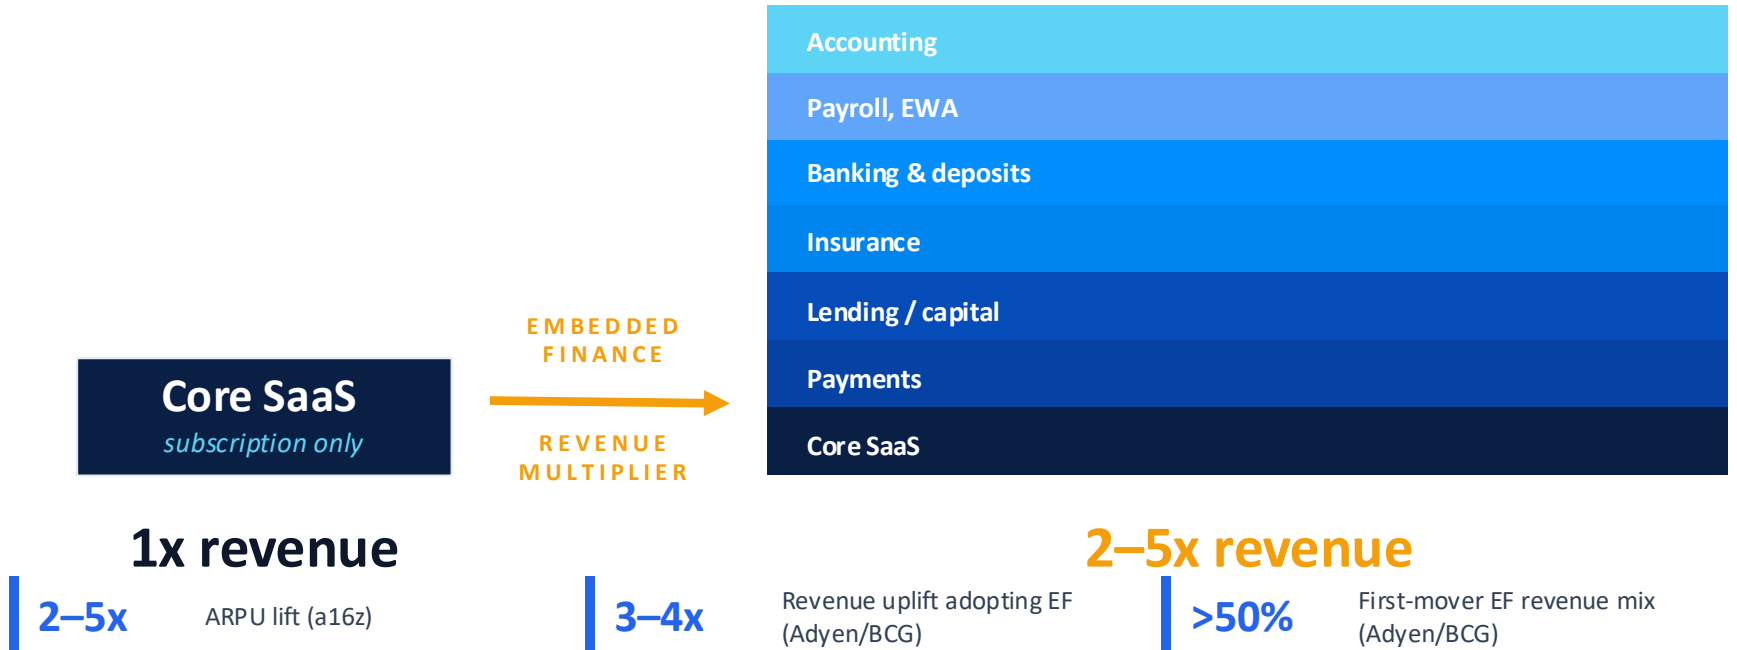 Accounting
Payroll, EWA
Banking & deposits
Insurance
Lending / capital
Payments
Core SaaS
EMBEDDED
FINANCE
REVENUE
MULTIPLIER
Core SaaS
subscription only
1x revenue
2–5x revenue
2–5x
ARPU lift (a16z)
3–4x
Revenue uplift adopting EF
(Adyen/BCG)
>50%
First-mover EF revenue mix
(Adyen/BCG)